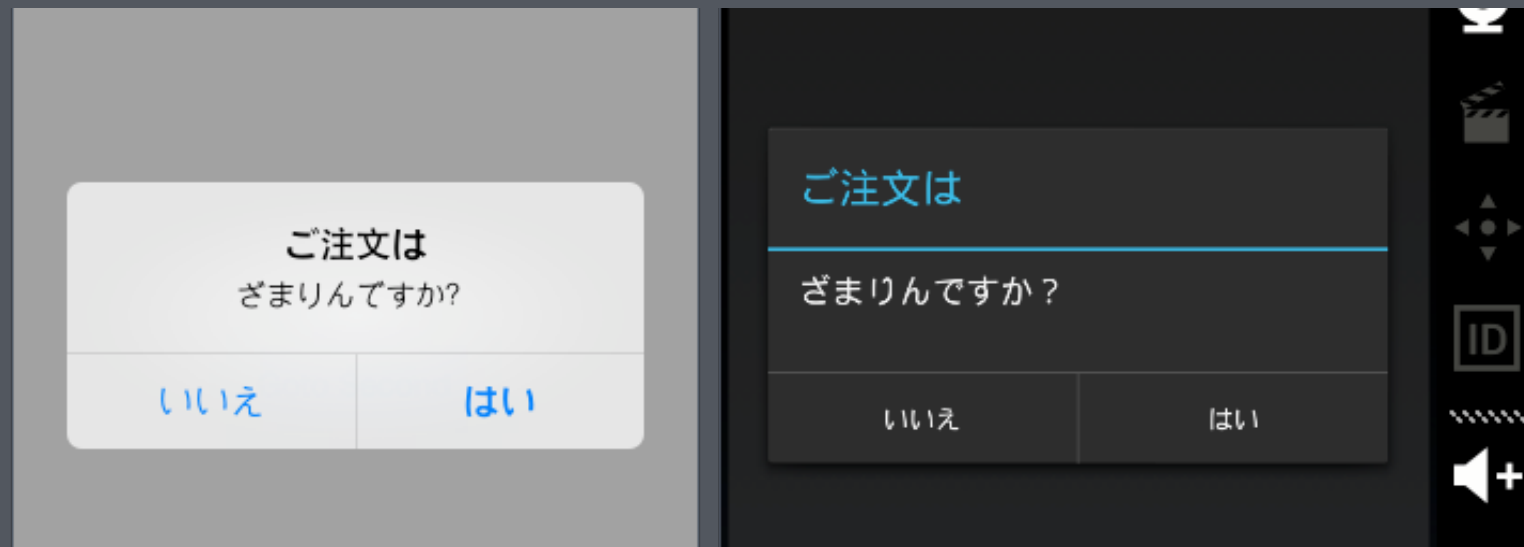 ご注文は
ざまりんですか?
いいえ はい
ご注文は
ざまりんですか？
いいえ はい
ID